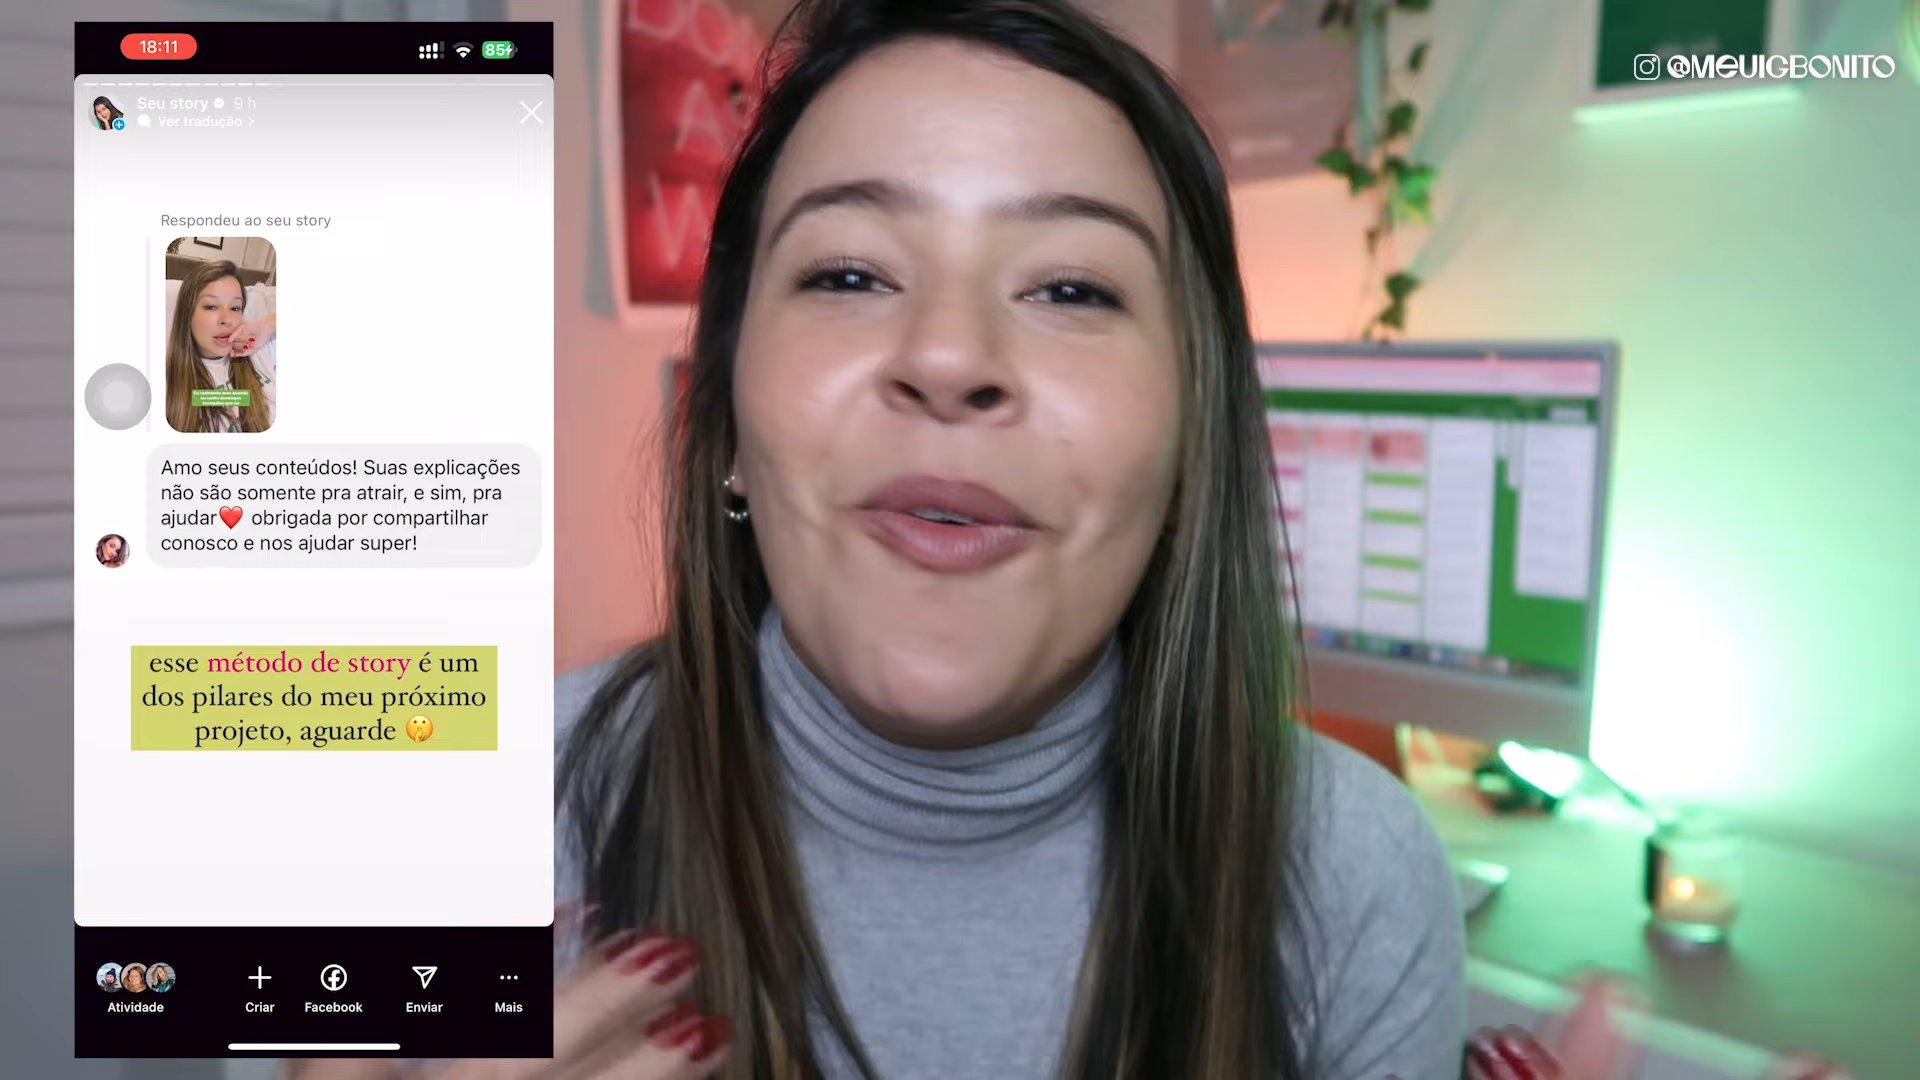 18:11
85
Seu story 9 h
Ver tradução
@MEUIGBONITO
Respondeu ao seu story
Amo seus conteúdos! Suas explicações
não são somente pra atrair, e sim, pra
ajudar❤️ obrigada por compartilhar
conosco e nos ajudar super!
esse método de story é um
dos pilares do meu próximo
projeto, aguarde 🤫
Atividade
Criar
Facebook
Enviar
Mais